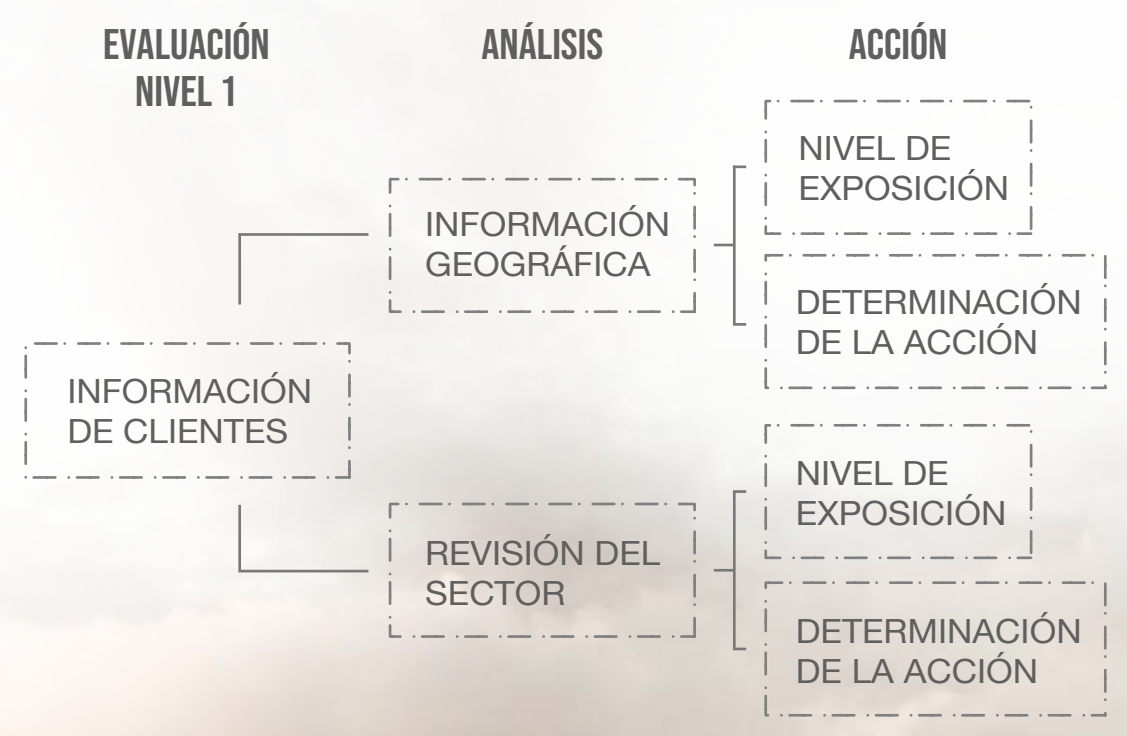 EVALUACIÓN
NIVEL 1
ANÁLISIS
ACCIÓN
INFORMACIÓN
DE CLIENTES
INFORMACIÓN
GEOGRÁFICA
NIVEL DE
EXPOSICIÓN
DETERMINACIÓN
DE LA ACCIÓN
REVISIÓN DEL
SECTOR
NIVEL DE
EXPOSICIÓN
DETERMINACIÓN
DE LA ACCIÓN